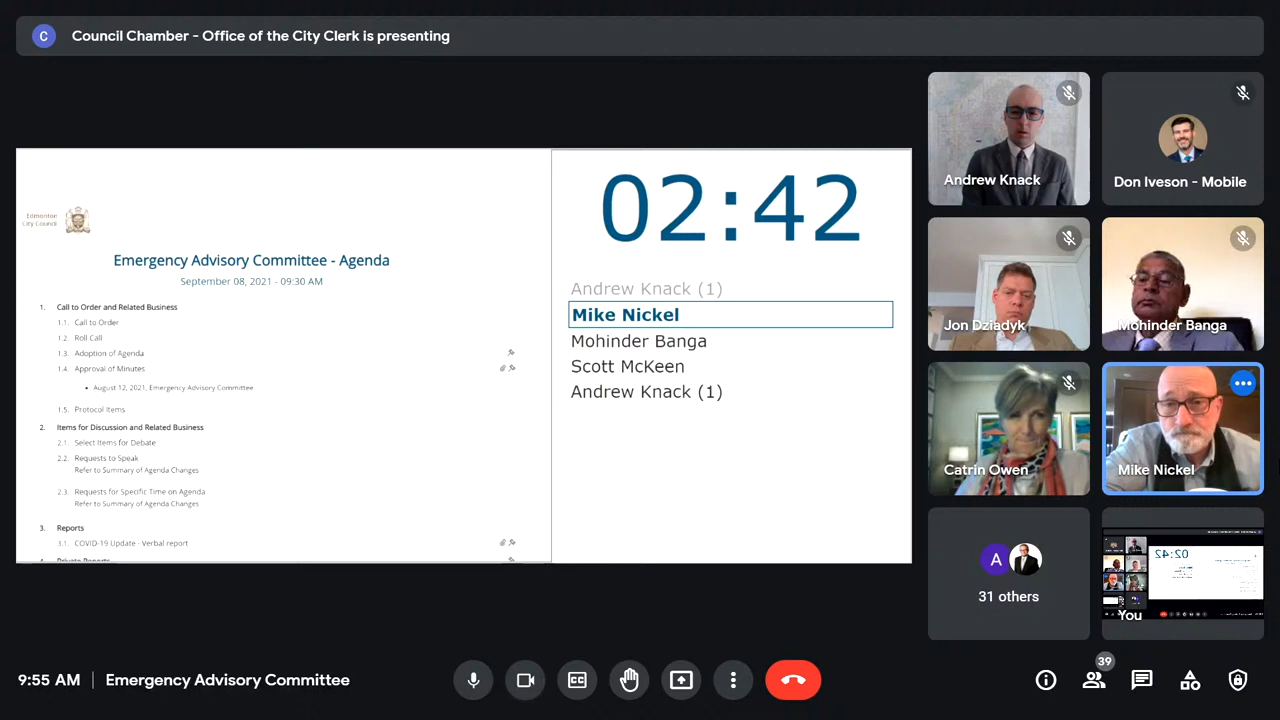 C
Council Chamber - Office of the City Clerk is presenting
Edmonton
City Council
Emergency Advisory Committee - Agenda
September 08, 2021 - 09:30 AM
1. Call to Order and Related Business
1.1. Call to Order
1.2. Roll Call
1.3. Adoption of Agenda
1.4. Approval of Minutes
• August 12, 2021, Emergency Advisory Committee
1.5. Protocol Items
2. Items for Discussion and Related Business
2.1. Select Items for Debate
2.2. Requests to Speak
Refer to Summary of Agenda Changes
2.3. Requests for Specific Time on Agenda
Refer to Summary of Agenda Changes
3. Reports
3.1. COVID-19 Update - Verbal report
4. Private Reports
02:42
Andrew Knack (1)
Mike Nickel
Mohinder Banga
Scott McKeen
Andrew Knack (1)
Andrew Knack
Don Iveson - Mobile
Jon Dziadyk
Mohinder Banga
Catrin Owen
Mike Nickel
A
31 others
02:42
You
9:55 AM | Emergency Advisory Committee
CC
39